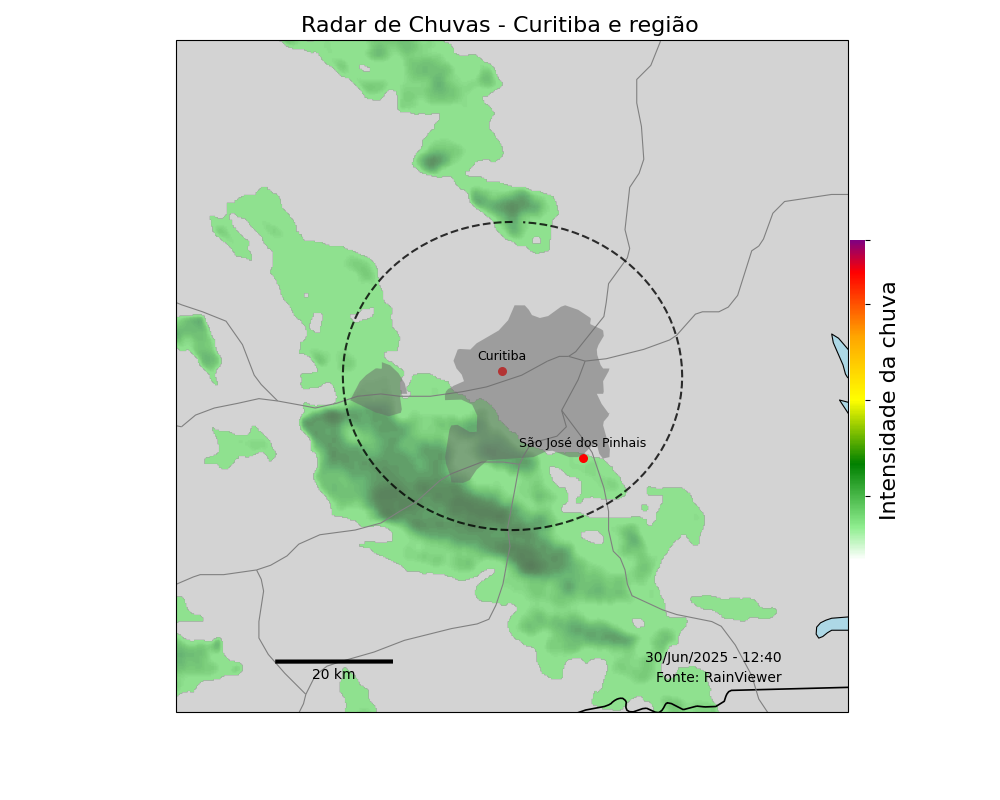 Radar de Chuvas - Curitiba e região
Curitiba
São José dos Pinhais
Intensidade da chuva
30/Jun/2025 - 12:40
Fonte: RainViewer
20 km